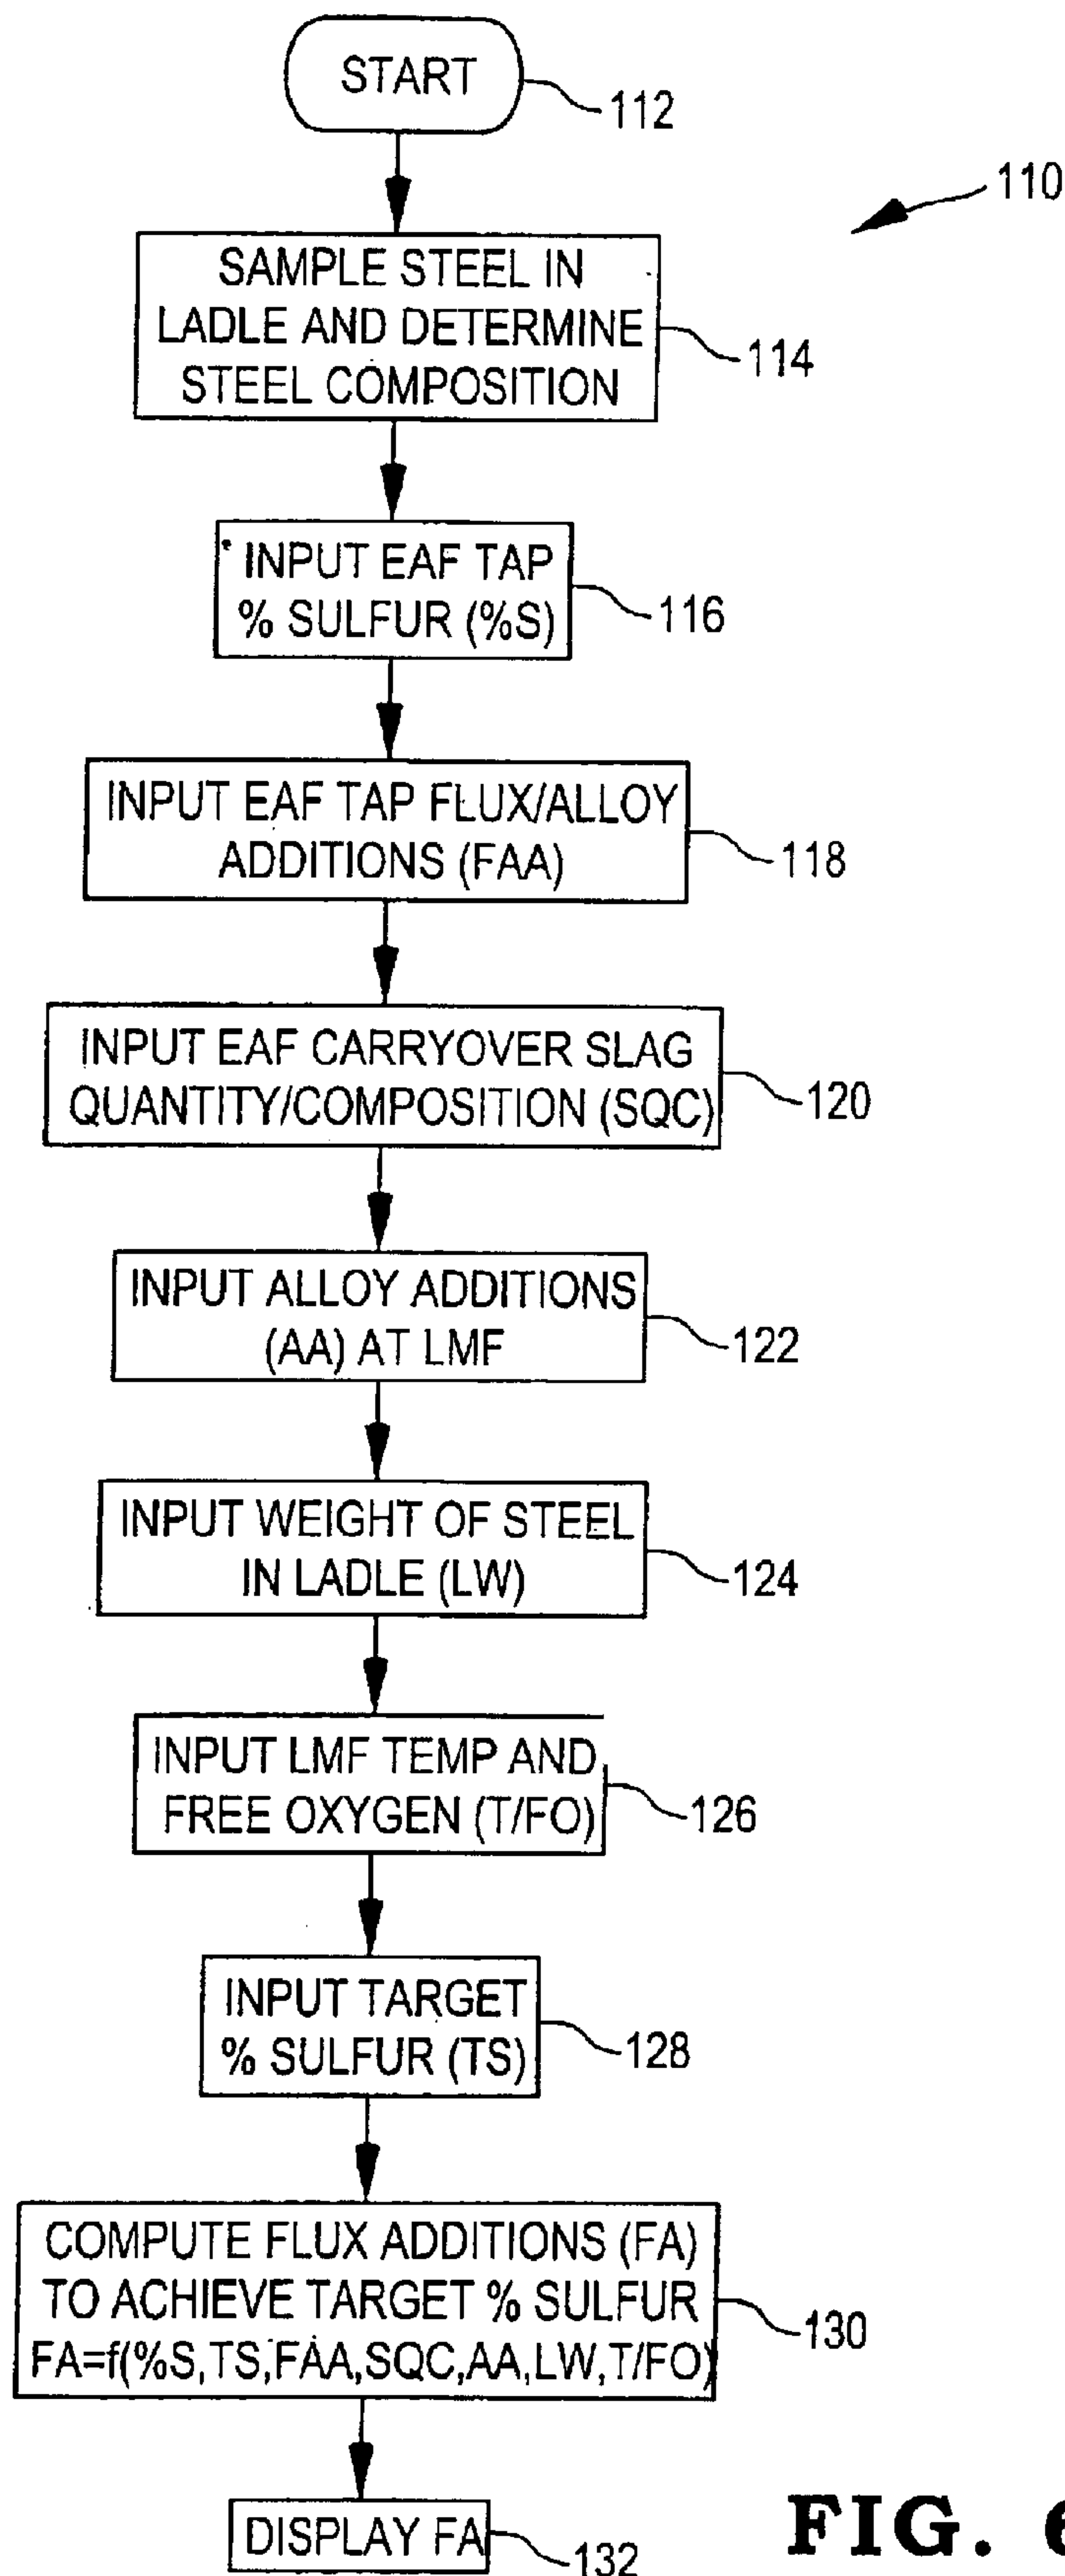 START
112
110
SAMPLE STEEL IN
LADLE AND DETERMINE
STEEL COMPOSITION
114
INPUT EAF TAP
% SULFUR (%S)
116
INPUT EAF TAP FLUX/ALLOY
ADDITIONS (FAA)
118
INPUT EAF CARRYOVER SLAG
QUANTITY/COMPOSITION (SQC)
120
INPUT ALLOY ADDITIONS
(AA) AT LMF
122
INPUT WEIGHT OF STEEL
IN LADLE (LW)
124
INPUT LMF TEMP AND
FREE OXYGEN (T/FO)
126
INPUT TARGET
% SULFUR (TS)
128
COMPUTE FLUX ADDITIONS (FA)
TO ACHIEVE TARGET % SULFUR
FA=f(%S,TS,FAA,SQC,AA,LW,T/FO)
130
DISPLAY FA
132
FIG. 6